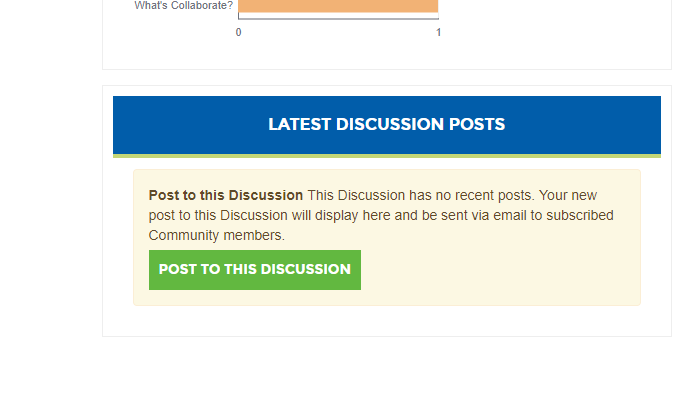 What's Collaborate?
0 1
LATEST DISCUSSION POSTS
Post to this Discussion This Discussion has no recent posts. Your new
post to this Discussion will display here and be sent via email to subscribed
Community members.
POST TO THIS DISCUSSION